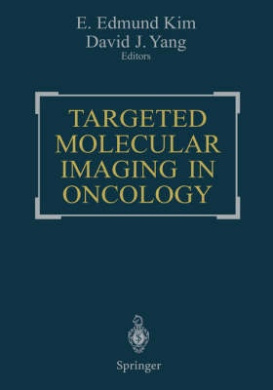 E. Edmund Kim
David J. Yang
Editors
TARGETED
MOLECULAR
IMAGING IN
ONCOLOGY
Springer